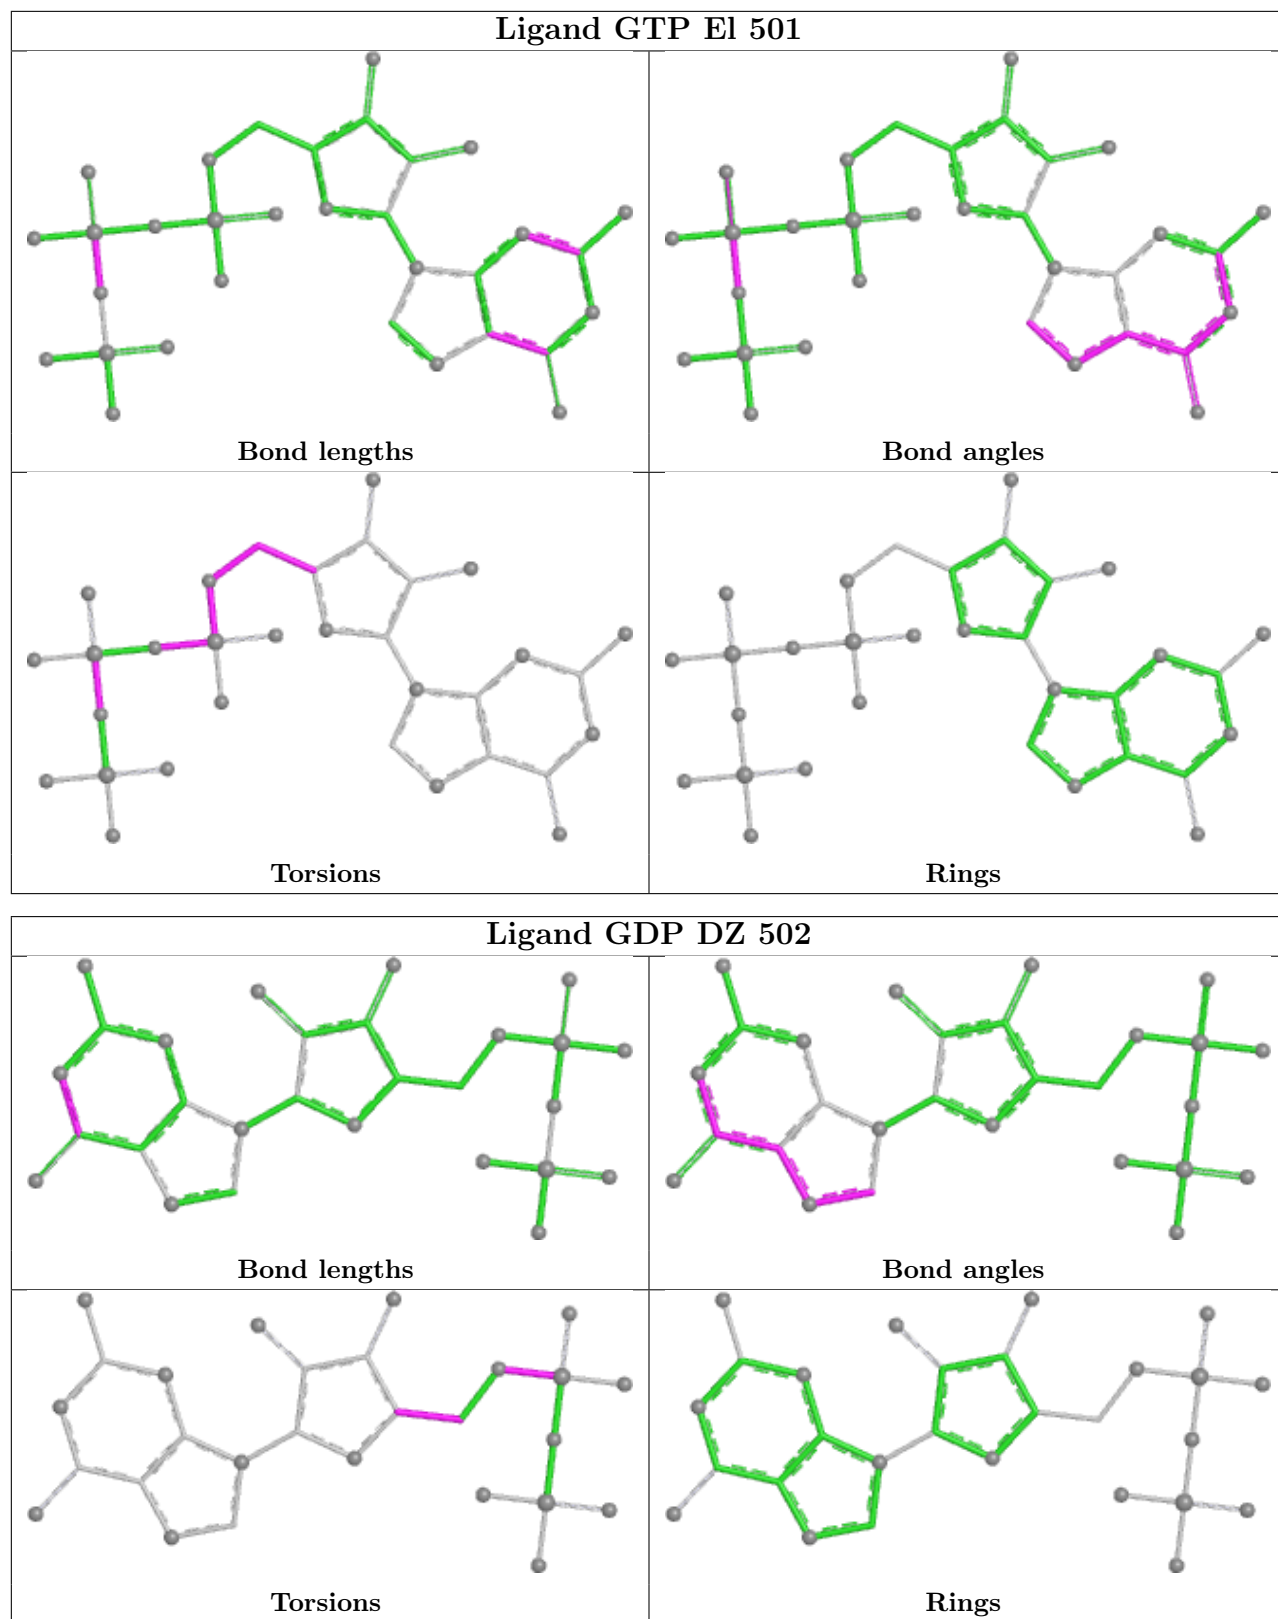 Ligand GTP El 501
Bond lengths
Bond angles
Torsions
Rings
Ligand GDP DZ 502
Bond lengths
Bond angles
Torsions
Rings